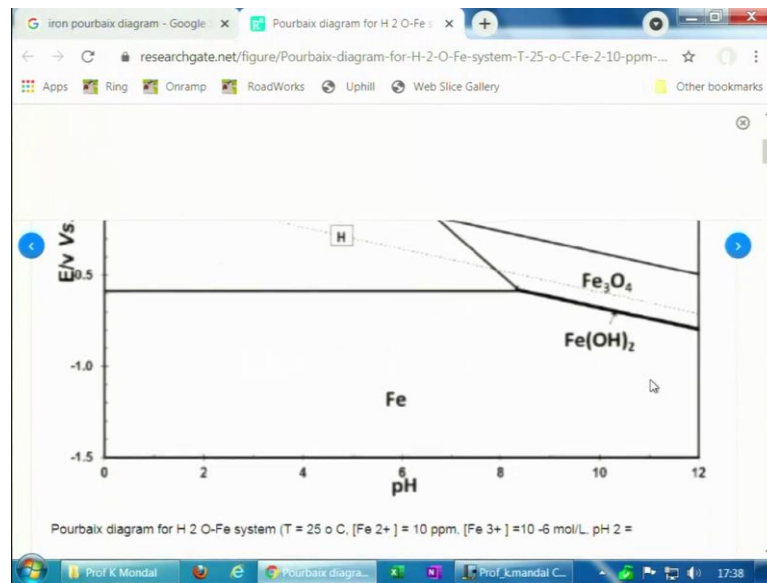 iron pourbaix diagram - Google
Pourbaix diagram for H 2 O-Fe s
researchgate.net/figure/Pourbaix-diagram-for-H-2-O-Fe-system-T-25-o-C-Fe-2-10-ppm-...
Apps Ring Onramp RoadWorks Uphill Web Slice Gallery Other bookmarks
E/v Vs.
H
-0.5
Fe₃O₄
Fe(OH)₂
-1.0
Fe
-1.5
0 2 4 6 8 10 12
pH
Pourbaix diagram for H 2 O-Fe system (T = 25 o C, [Fe 2+ ] = 10 ppm, [Fe 3+ ] =10 -6 mol/L, pH 2 =
Prof K Mondal Pourbaix diagra... Prof_k.mandal C... 17:38